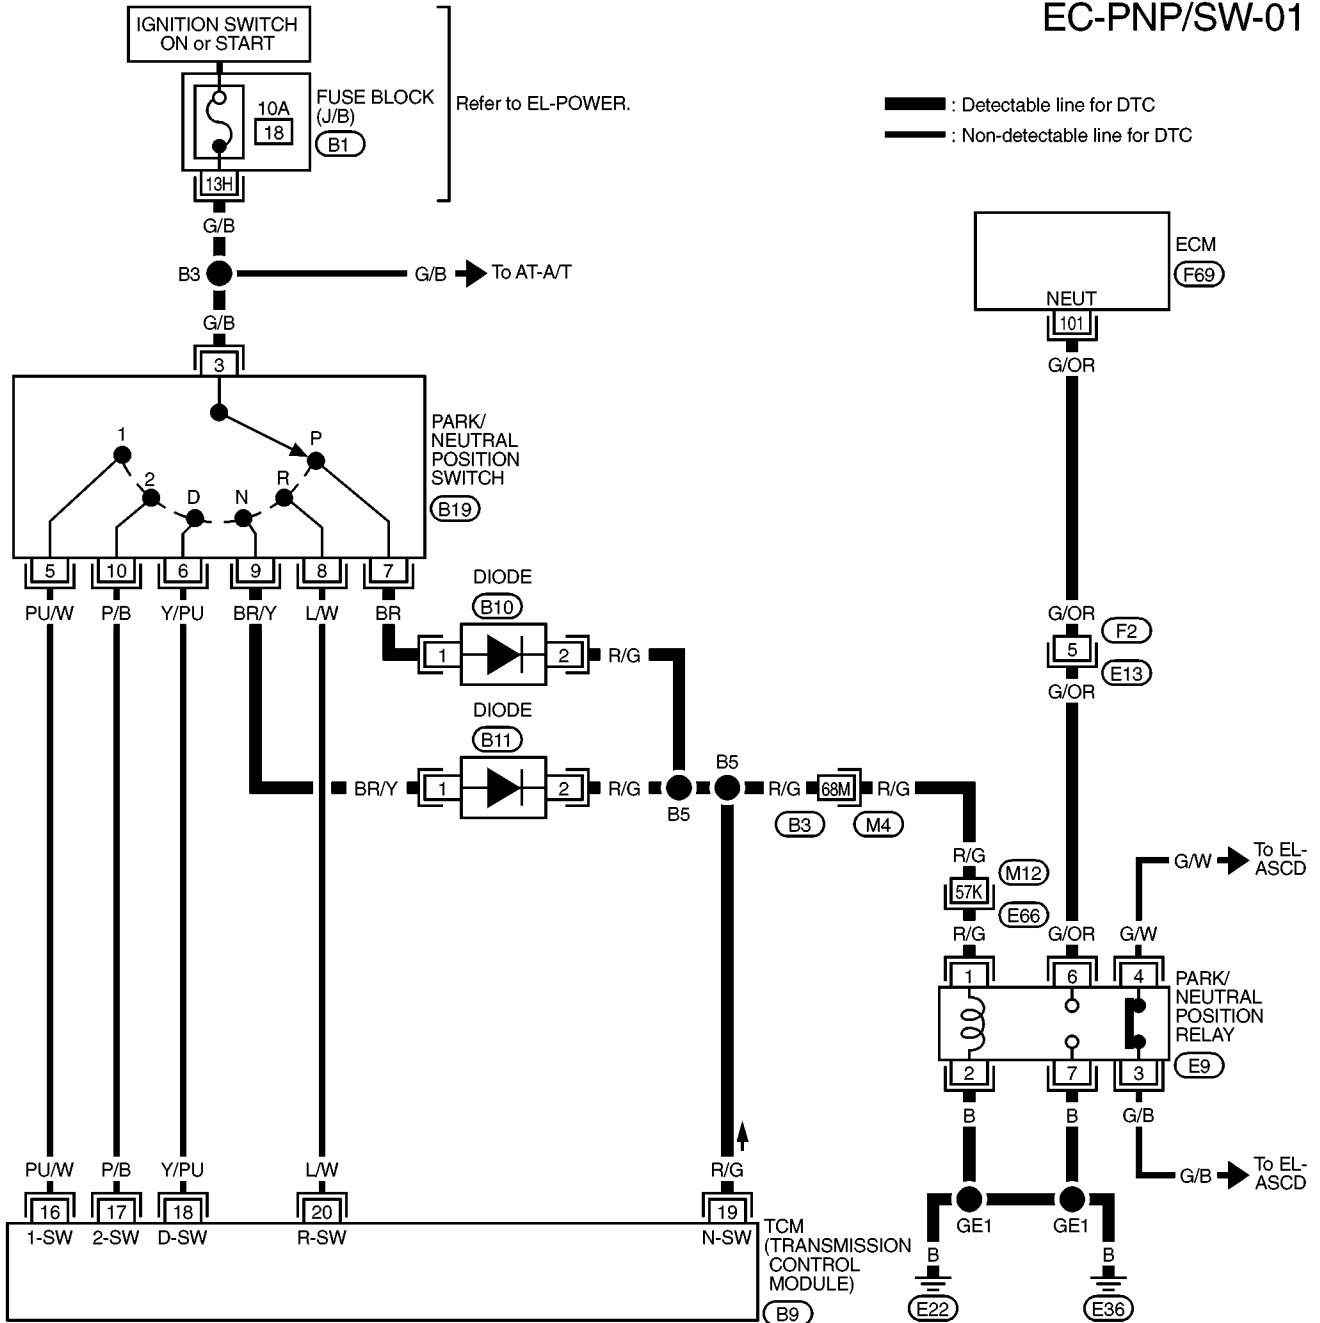 EC-PNP/SW-01
IGNITION SWITCH
ON or START
10A
18
FUSE BLOCK
(J/B)
B1
Refer to EL-POWER.
: Detectable line for DTC
: Non-detectable line for DTC
13H
G/B
B3
G/B
To AT-A/T
G/B
3
ECM
F69
NEUT
101
G/OR
PARK/
NEUTRAL
POSITION
SWITCH
B19
1
2
D
N
R
P
5
10
6
9
8
7
PU/W
P/B
Y/PU
BR/Y
L/W
BR
DIODE
B10
1
2
R/G
G/OR
F2
5
E13
G/OR
DIODE
B11
BR/Y
1
2
R/G
B5
B5
R/G
68M
R/G
B3
M4
R/G
M12
57K
E66
R/G
G/OR
G/W
G/W
To EL-
ASCD
1
6
4
PARK/
NEUTRAL
POSITION
RELAY
E9
2
7
3
B
B
G/B
G/B
To EL-
ASCD
GE1
GE1
B
B
E22
E36
PU/W
P/B
Y/PU
L/W
R/G
16
17
18
20
19
1-SW
2-SW
D-SW
R-SW
N-SW
TCM
(TRANSMISSION
CONTROL
MODULE)
B9